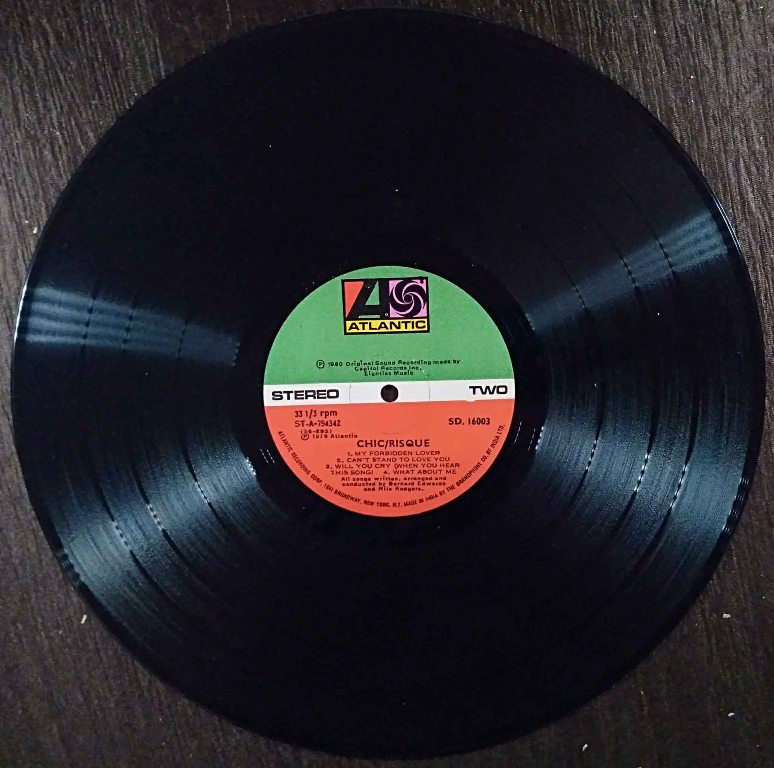 ATLANTIC
℗ 1980 Original Sound Recording made by
Capitol Records Inc.
STEREO TWO
33 1/3 rpm
ST-A-794342 SD. 16003
℗ 1979 Atlantic
CHIC/RISQUE
1. MY FORBIDDEN LOVER
2. CAN'T STAND TO LOVE YOU
3. WILL YOU CRY (WHEN YOU HEAR
THIS SONG) 4. WHAT ABOUT ME
All songs written, arranged and
conducted by Bernard Edwards
and Nile Rodgers.
ATLANTIC RECORDING CORP. 1841 BROADWAY, NEW YORK, N.Y. MADE IN INDIA BY THE GRAMOPHONE CO. OF INDIA LTD.